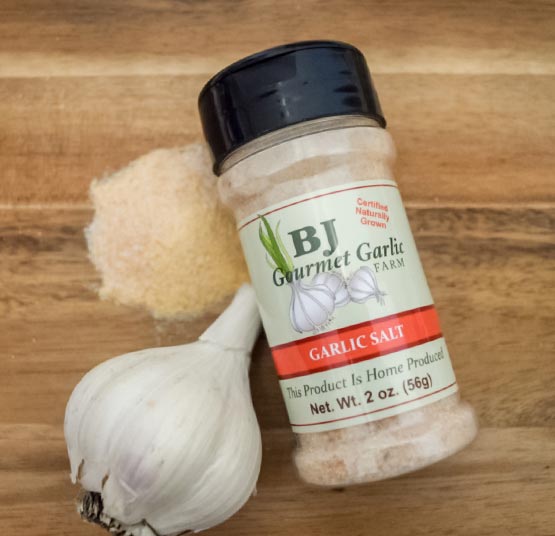 Certified
Naturally
Grown
BJ
Gourmet Garlic
FARM
GARLIC SALT
This Product Is Home Produced
Net. Wt. 2 oz. (56g)